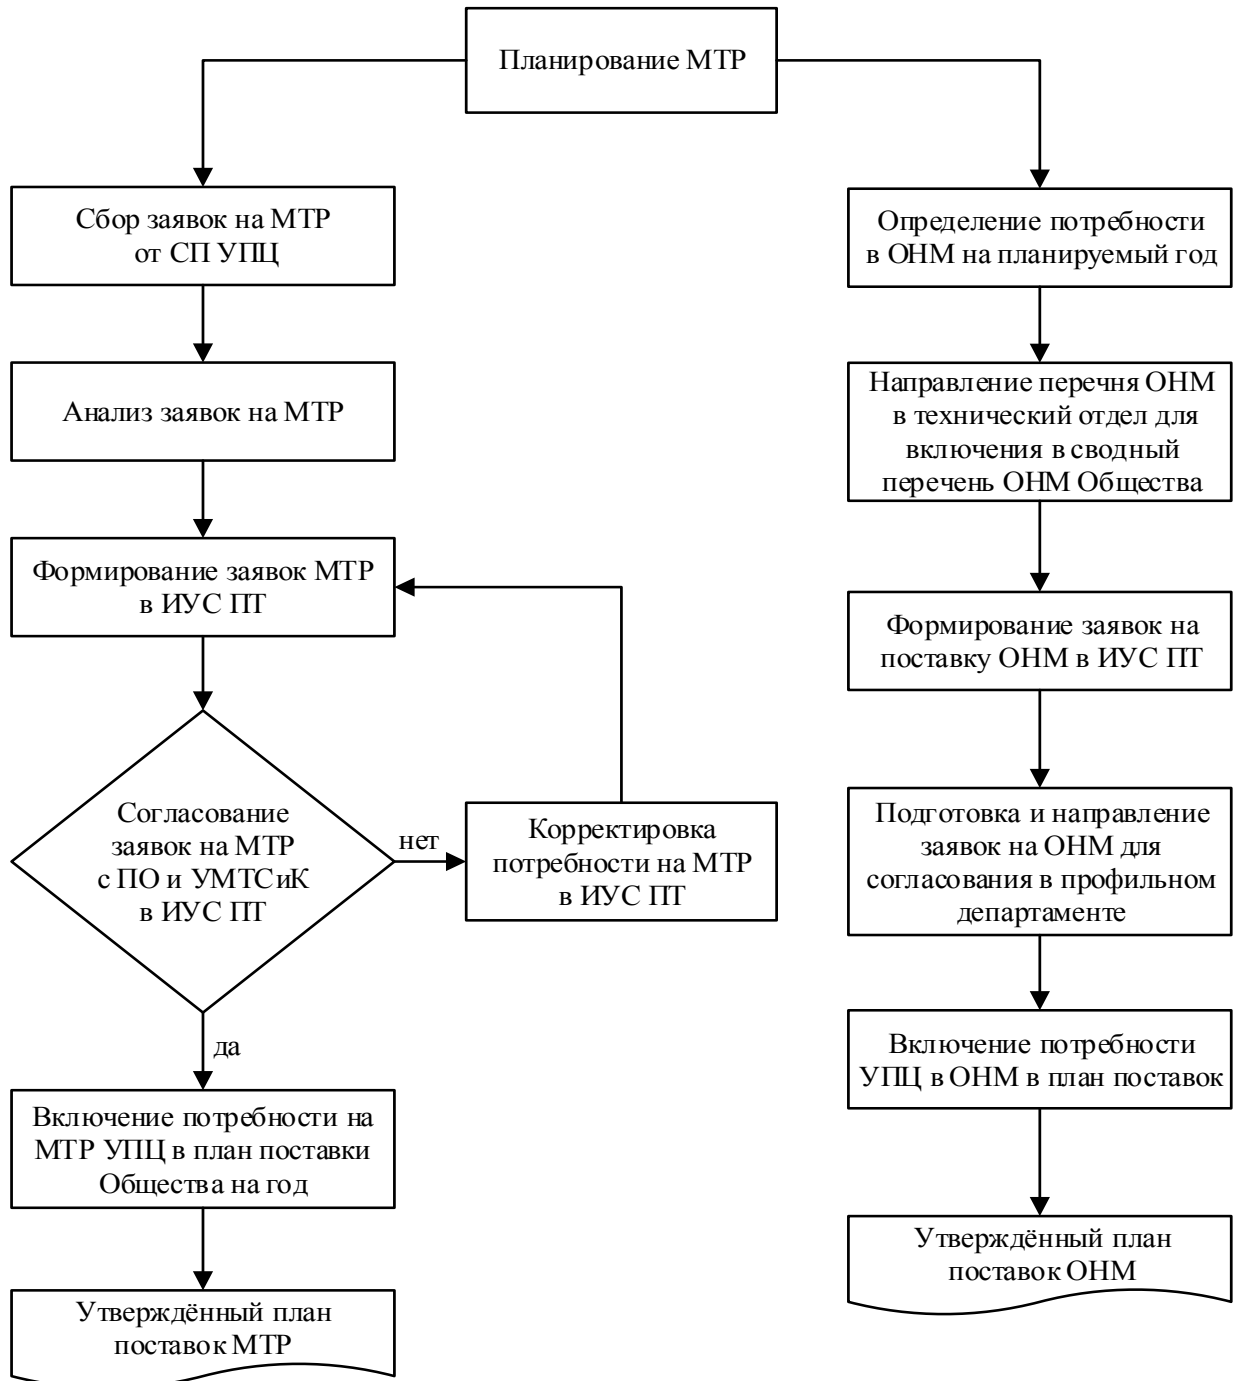 Планирование МТР
Сбор заявок на МТР
от СП УПЦ
Анализ заявок на МТР
Формирование заявок МТР
в ИУС ПТ
Согласование
заявок на МТР
с ПО и УМТСиК
в ИУС ПТ
нет
Корректировка
потребности на МТР
в ИУС ПТ
да
Включение потребности на
МТР УПЦ в план поставки
Общества на год
Утверждённый план
поставок МТР
Определение потребности
в ОНМ на планируемый год
Направление перечня ОНМ
в технический отдел для
включения в сводный
перечень ОНМ Общества
Формирование заявок на
поставку ОНМ в ИУС ПТ
Подготовка и направление
заявок на ОНМ для
согласования в профильном
департаменте
Включение потребности
УПЦ в ОНМ в план поставок
Утверждённый план
поставок ОНМ